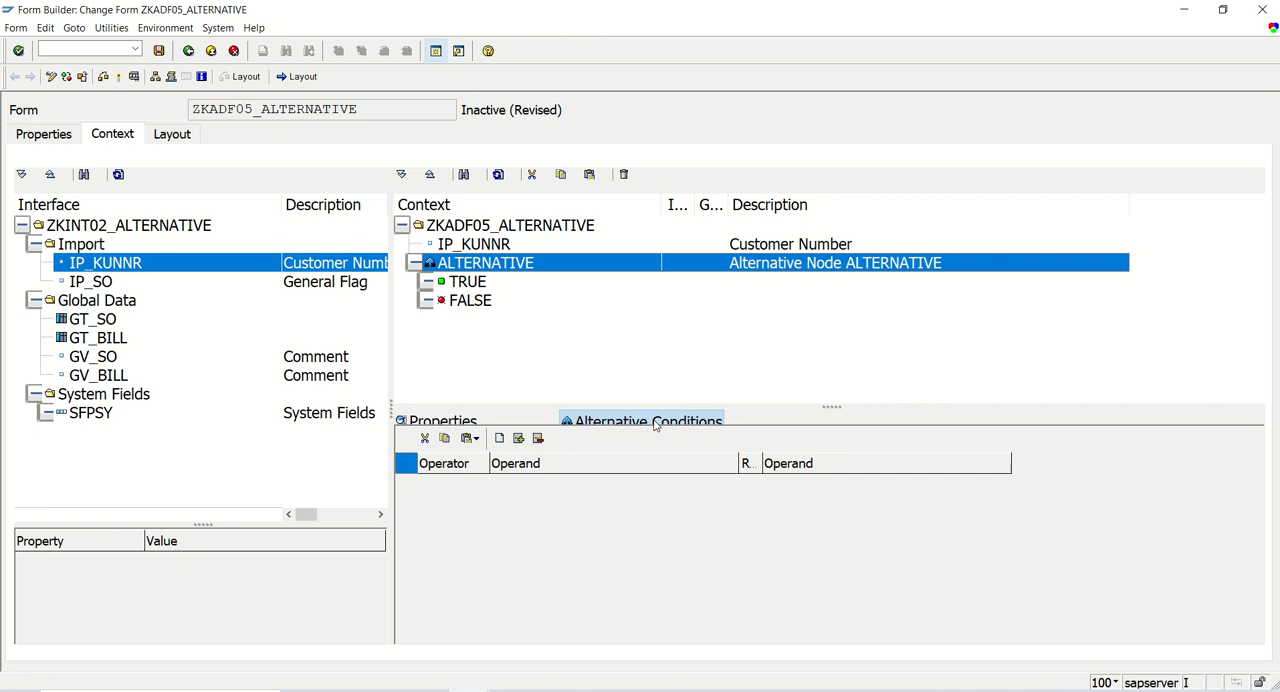 Form Builder: Change Form ZKADF05_ALTERNATIVE
Form Edit Goto Utilities Environment System Help
Layout Layout
Form ZKADF05_ALTERNATIVE Inactive (Revised)
Properties Context Layout
Interface Description
ZKINT02_ALTERNATIVE
Import
IP_KUNNR Customer Numb
IP_SO General Flag
Global Data
GT_SO
GT_BILL
GV_SO Comment
GV_BILL Comment
System Fields
SFPSY System Fields
Property Value
Context I... G... Description
ZKADF05_ALTERNATIVE
IP_KUNNR Customer Number
ALTERNATIVE Alternative Node ALTERNATIVE
TRUE
FALSE
Properties Alternative Conditions
Operator Operand R.. Operand
100 sapserver I